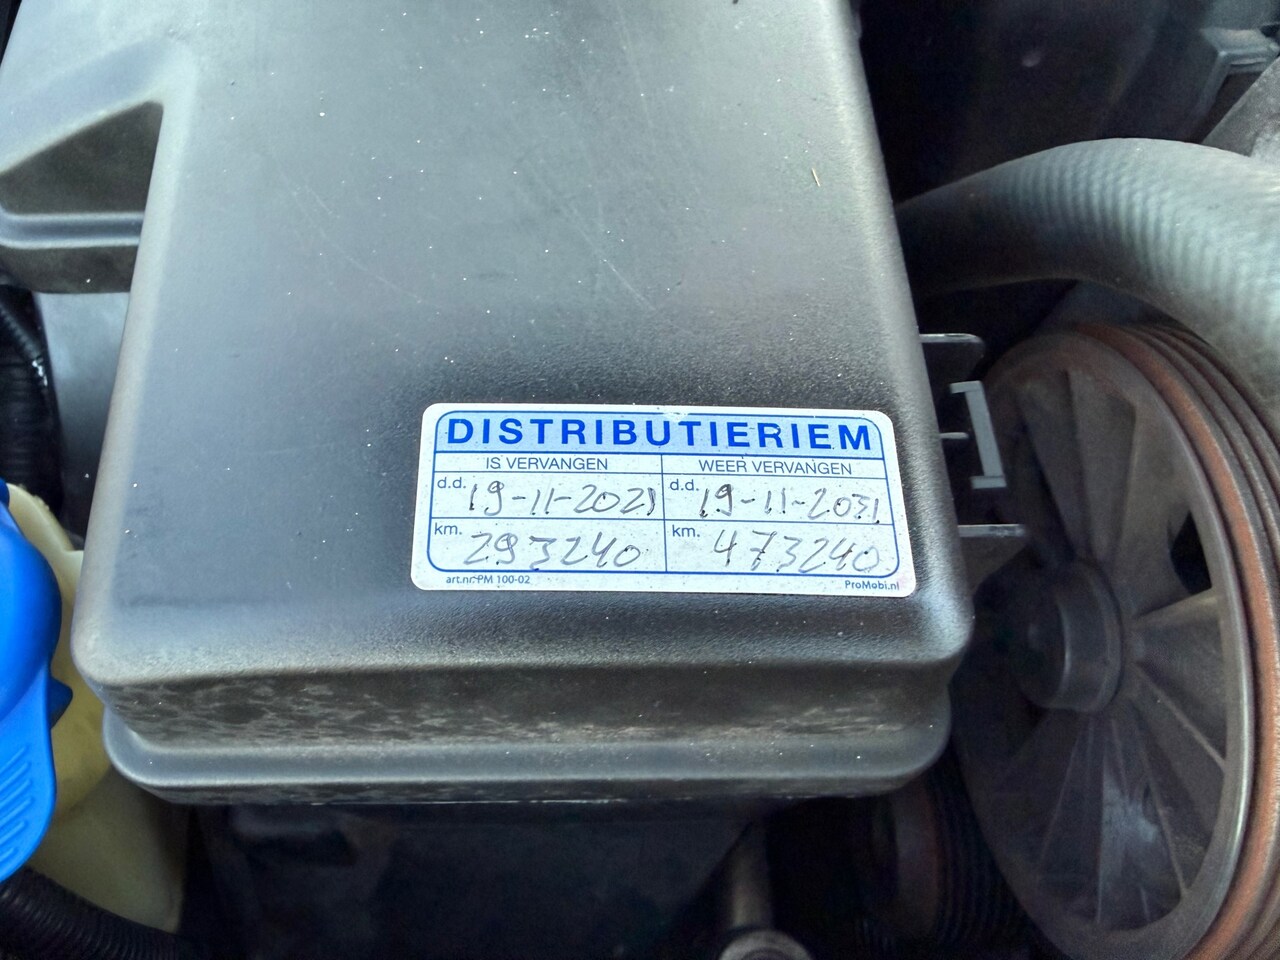 DISTRIBUTIERIEM
IS VERVANGEN
WEER VERVANGEN
d.d. 19-11-2021
d.d. 19-11-2031
km. 293240
km. 473240
art.nr. PM 100-02
ProMobi.nl